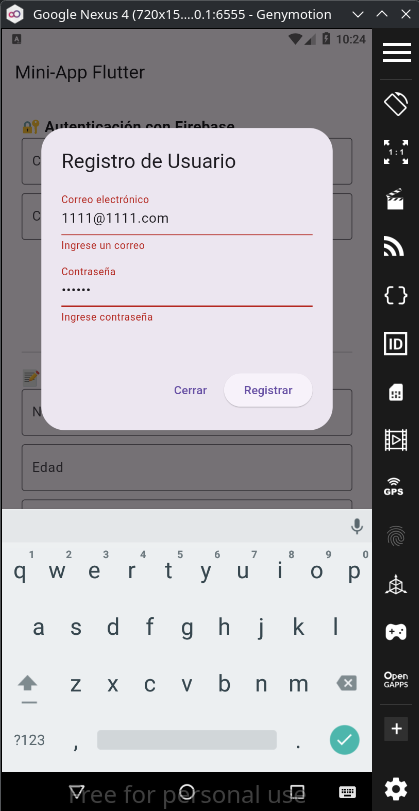 Google Nexus 4 (720x15....0.1:6555 - Genymotion
A 10:24
Mini-App Flutter
🔐 Autenticación con Firebase
C
C
Registro de Usuario
Correo electrónico
1111@1111.com
Ingrese un correo
Contraseña
••••••
Ingrese contraseña
Cerrar Registrar
N
Edad
1 2 3 4 5 6 7 8 9 0
q w e r t y u i o p
a s d f g h j k l
z x c v b n m
?123 , .
Free for personal use
1 : 1
{}
ID
GPS
Open
GAPPS
+